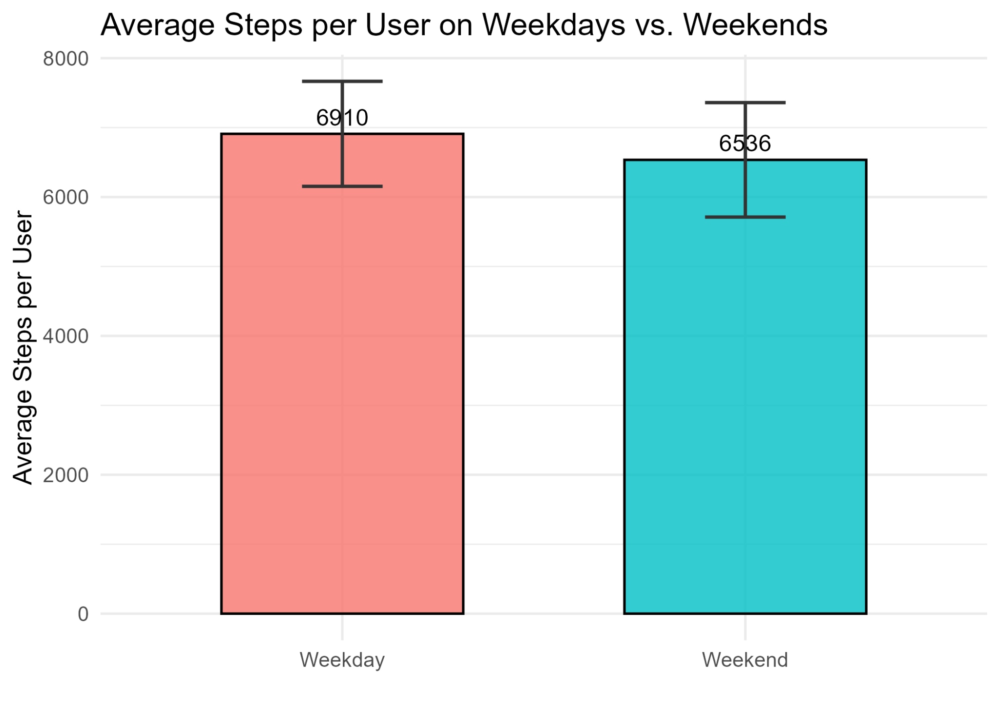 Average Steps per User on Weekdays vs. Weekends
Average Steps per User
8000
6000
4000
2000
0
6910
6536
Weekday
Weekend